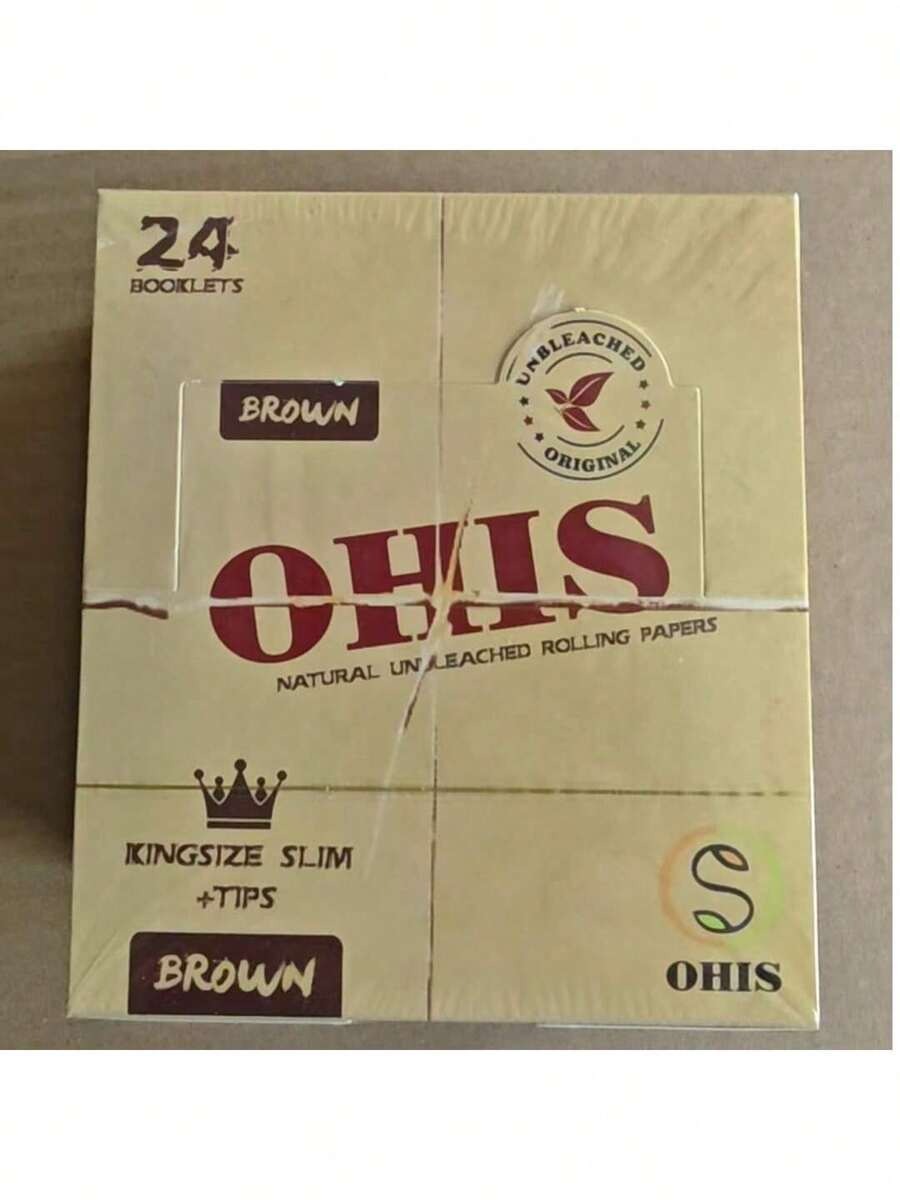 24
BOOKLETS
BROWN
UNBLEACHED
ORIGINAL
OHIS
NATURAL UNBLEACHED ROLLING PAPERS
KINGSIZE SLIM
+TIPS
BROWN
OHIS